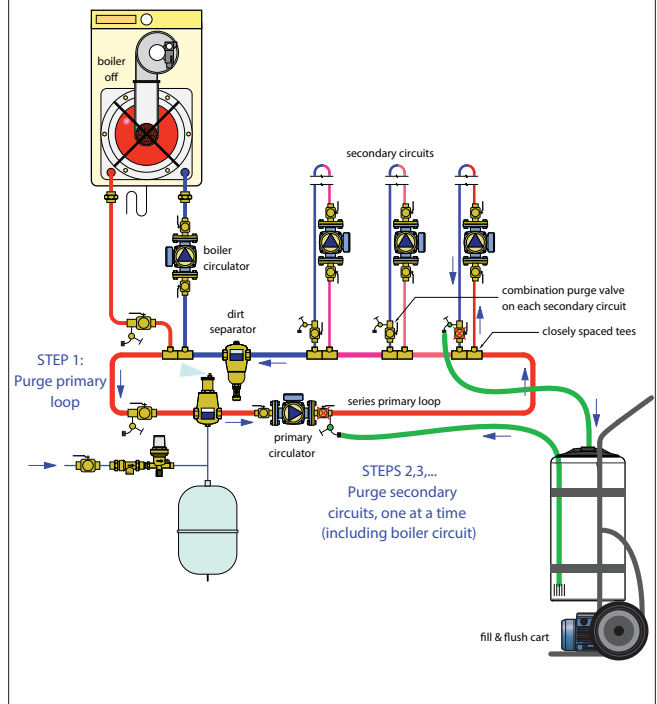 boiler
off
secondary circuits
boiler
circulator
combination purge valve
on each secondary circuit
dirt
separator
closely spaced tees
STEP 1:
Purge primary
loop
series primary loop
primary
circulator
STEPS 2,3,...
Purge secondary
circuits, one at a time
(including boiler circuit)
fill & flush cart